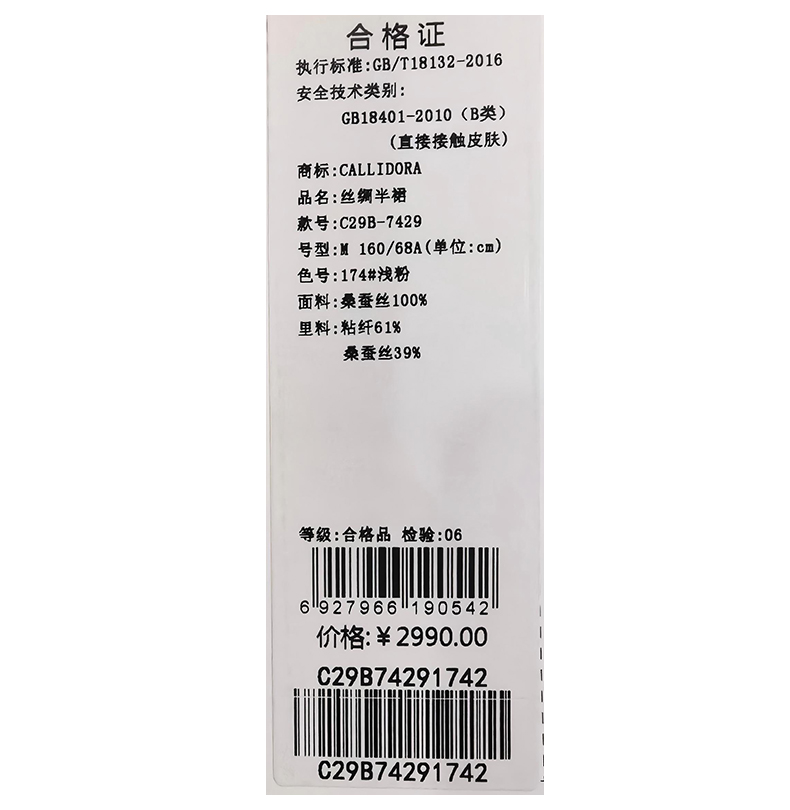 合格证
执行标准:GB/T18132-2016
安全技术类别:
GB18401-2010（B类）
(直接接触皮肤)
商标:CALLIDORA
品名:丝绸半裙
款号:C29B-7429
号型:M 160/68A(单位:cm)
色号:174#浅粉
面料:桑蚕丝100%
里料:粘纤61%
桑蚕丝39%
等级:合格品 检验:06
6 927966 190542
价格:￥2990.00
C29B74291742
C29B74291742